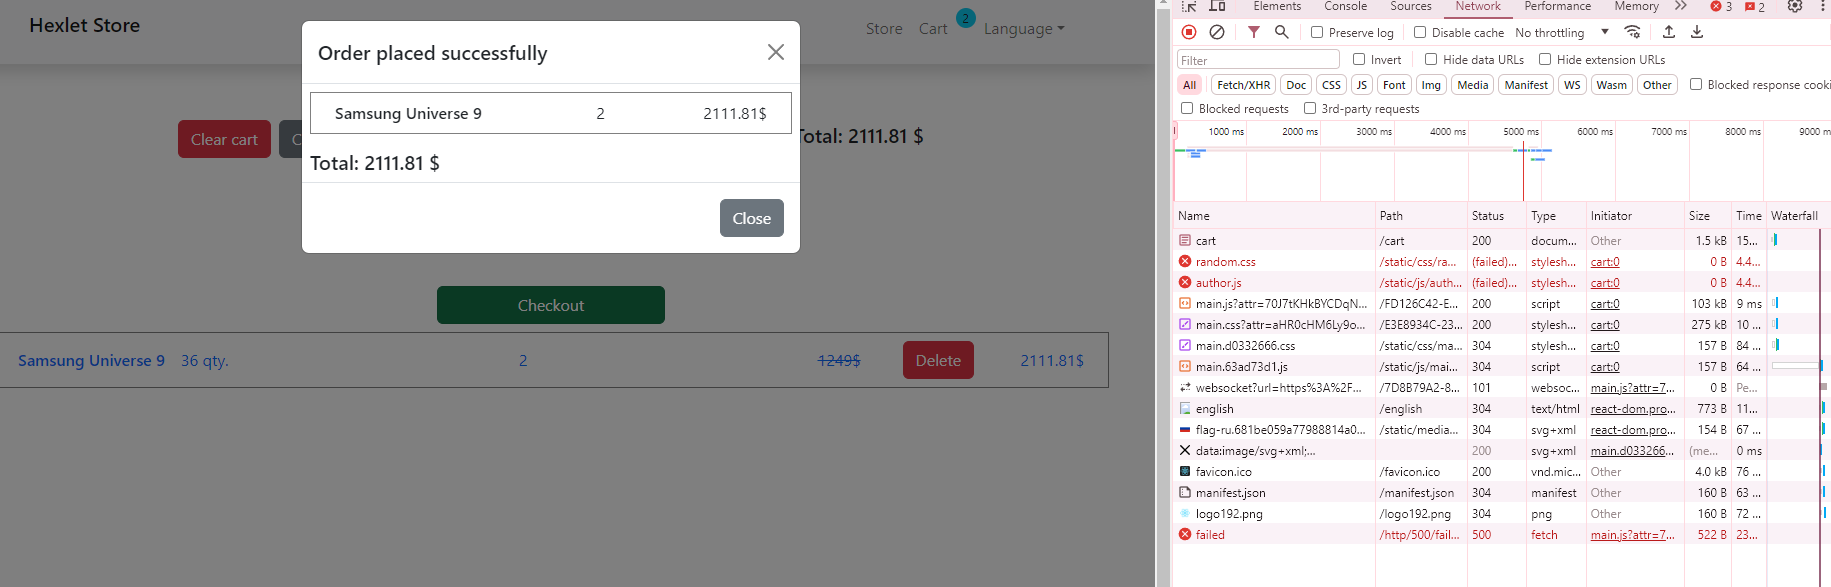 Hexlet Store
Store Cart 2 Language
Order placed successfully
Samsung Universe 9 2 2111.81$
Total: 2111.81 $
Close
Clear cart C
Total: 2111.81 $
Checkout
Samsung Universe 9 36 qty. 2 1249$ Delete 2111.81$
Elements Console Sources Network Performance Memory 3 2
Preserve log Disable cache No throttling
Filter Invert Hide data URLs Hide extension URLs
All Fetch/XHR Doc CSS JS Font Img Media Manifest WS Wasm Other Blocked response cooki
Blocked requests 3rd-party requests
1000 ms 2000 ms 3000 ms 4000 ms 5000 ms 6000 ms 7000 ms 8000 ms 9000 m
Name Path Status Type Initiator Size Time Waterfall
cart /cart 200 docum... Other 1.5 kB 15...
random.css /static/css/ra... (failed)... stylesh... cart:0 0 B 4.4...
author.js /static/js/auth... (failed)... stylesh... cart:0 0 B 4.4...
main.js?attr=70J7tKHkBYCDqN... /FD126C42-E... 200 script cart:0 103 kB 9 ms
main.css?attr=aHR0cHM6Ly9o... /E3E8934C-23... 200 stylesh... cart:0 275 kB 10 ...
main.d0332666.css /static/css/ma... 304 stylesh... cart:0 157 B 84 ...
main.63ad73d1.js /static/js/mai... 304 script cart:0 157 B 64 ...
websocket?url=https%3A%2F... /7D8B79A2-8... 101 websoc... main.js?attr=7... 0 B Pe...
english /english 304 text/html react-dom.pro... 773 B 11...
flag-ru.681be059a77988814a0... /static/media... 304 svg+xml react-dom.pro... 154 B 67 ...
data:image/svg+xml;... 200 svg+xml main.d033266... (me... 0 ms
favicon.ico /favicon.ico 200 vnd.mic... Other 4.0 kB 76 ...
manifest.json /manifest.json 304 manifest Other 160 B 63 ...
logo192.png /logo192.png 304 png Other 160 B 72 ...
failed /http/500/fail... 500 fetch main.js?attr=7... 522 B 23...